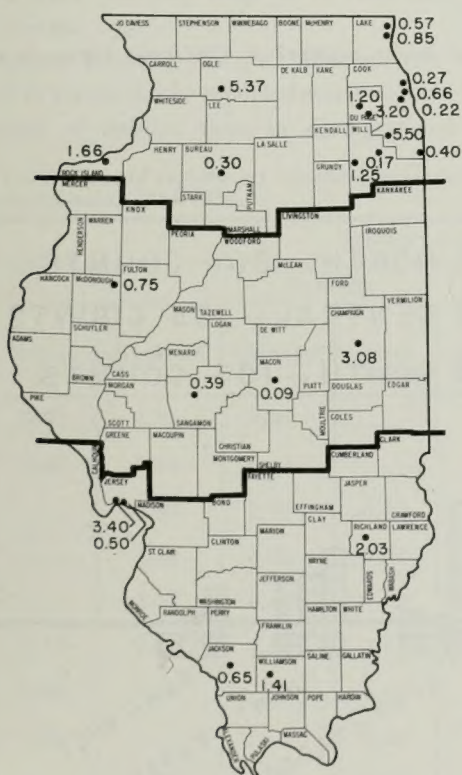 JO DAVIESS STEPHENSON WINNEBAGO BOONE McHENRY LAKE 0.57
0.85
CARROLL OGLE DE KALB KANE COOK
5.37 0.27
0.66
WHITESIDE LEE 1.20 3.20 0.22
DU PAGE
KENDALL WILL 5.50
HENRY BUREAU LA SALLE
1.66 0.30 0.17 0.40
ROCK ISLAND GRUNDY 1.25
MERCER STARK PUTNAM KANKAKEE
KNOX MARSHALL LIVINGSTON
WARREN PEORIA WOODFORD IROQUOIS
HENDERSON
FULTON McLEAN
HANCOCK McDONOUGH FORD
0.75 VERMILION
MASON TAZEWELL CHAMPAIGN
SCHUYLER LOGAN DE WITT
ADAMS MENARD 3.08
CASS MACON
BROWN MORGAN 0.39 0.09 PIATT DOUGLAS EDGAR
PIKE MOULTRIE
SCOTT SANGAMON COLES
GREENE MACOUPIN CHRISTIAN
CALHOUN MONTGOMERY SHELBY CLARK
CUMBERLAND
JERSEY FAYETTE JASPER
MADISON BOND EFFINGHAM CRAWFORD
3.40 CLAY RICHLAND LAWRENCE
0.50 CLINTON MARION 2.03
ST. CLAIR WAYNE
EDWARDS WABASH
JEFFERSON
MONROE WASHINGTON
RANDOLPH PERRY HAMILTON WHITE
FRANKLIN
JACKSON
WILLIAMSON SALINE GALLATIN
0.65 1.41
UNION JOHNSON POPE HARDIN
MASSAC
ALEXANDER PULASKI